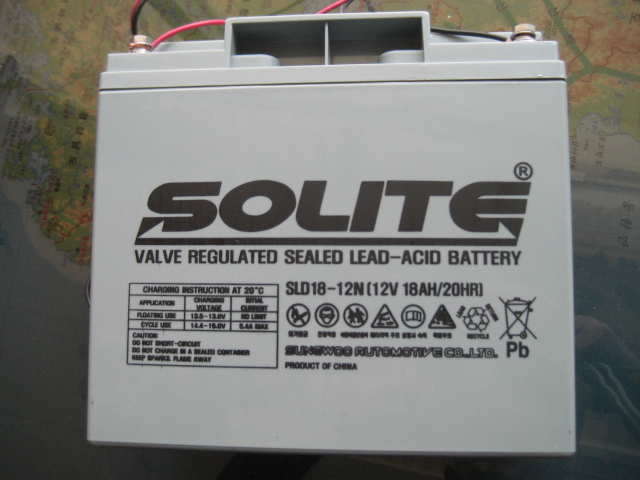 SOLITE®
VALVE REGULATED SEALED LEAD-ACID BATTERY
CHARGING INSTRUCTION AT 20°C
APPLICATION CHARGING VOLTAGE INITIAL CURRENT
FLOATING USE 13.5-13.8V NO LIMIT
CYCLE USE 14.4-15.0V 5.4A MAX
CAUTION
DO NOT SHORT-CIRCUIT
DO NOT CHARGE IN A SEALED CONTAINER
KEEP SPARKS, FLAME AWAY
SLD18-12N(12V 18AH/20HR)
RECYCLE
Pb
SUNGWOO AUTOMOTIVE CO.,LTD.
PRODUCT OF CHINA